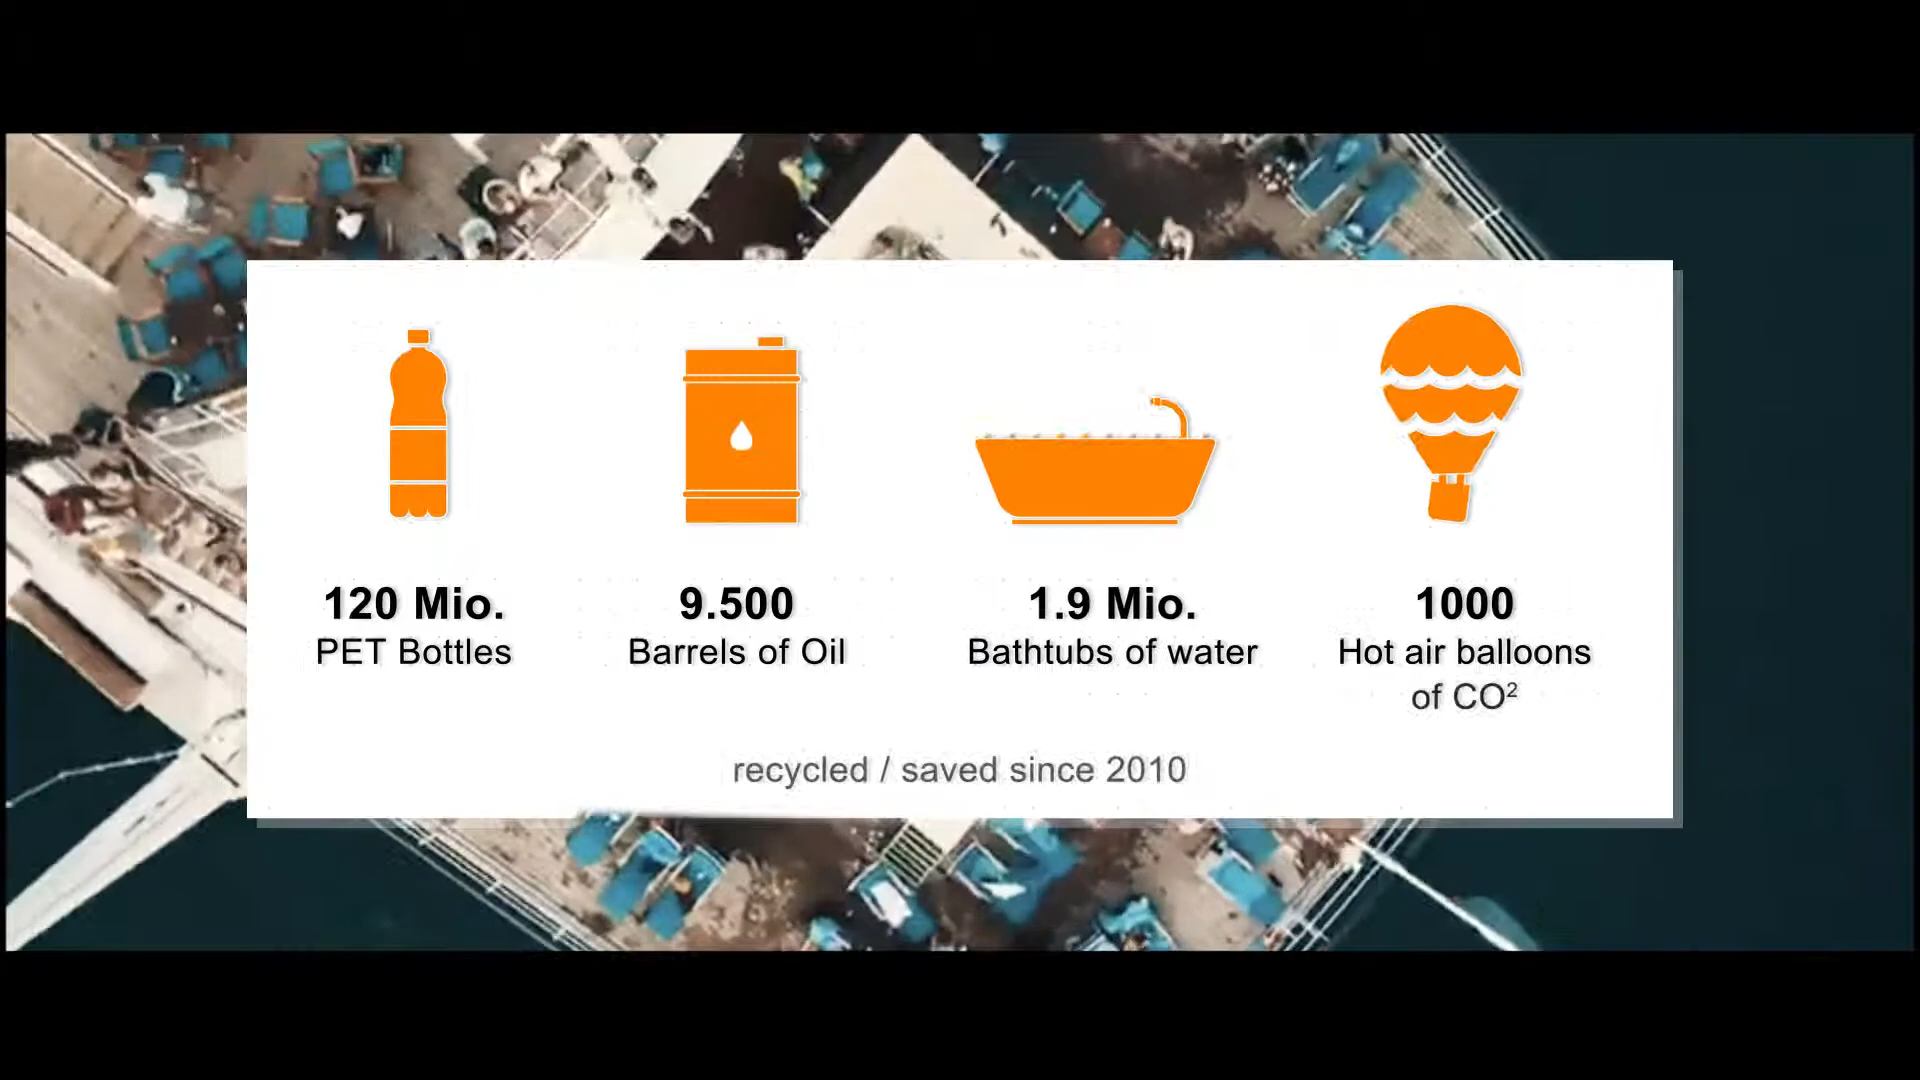 120 Mio.
PET Bottles
9.500
Barrels of Oil
1.9 Mio.
Bathtubs of water
1000
Hot air balloons
of CO²
recycled / saved since 2010